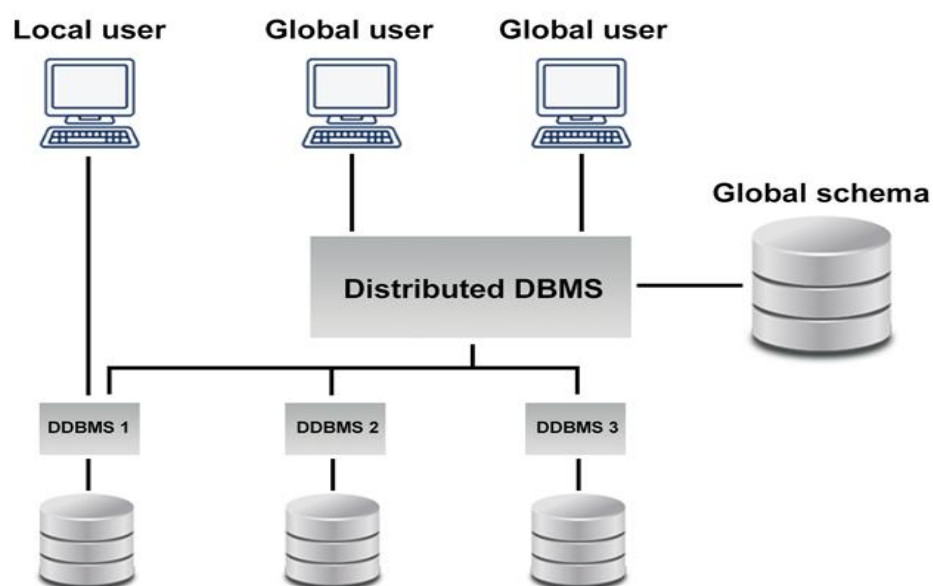 Local user
Global user
Global user
Global schema
Distributed DBMS
DDBMS 1
DDBMS 2
DDBMS 3